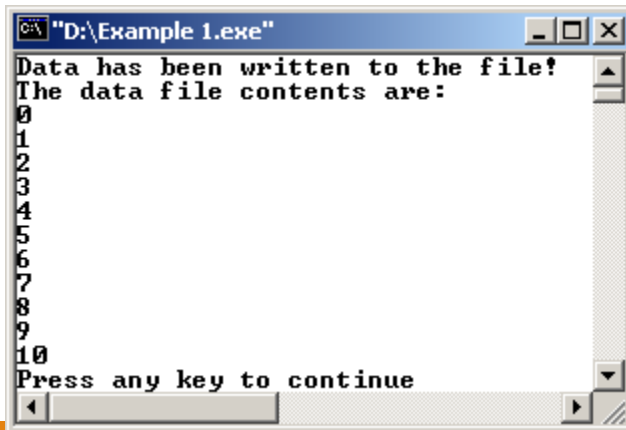 "D:\Example 1.exe"
Data has been written to the file!
The data file contents are:
0
1
2
3
4
5
6
7
8
9
10
Press any key to continue